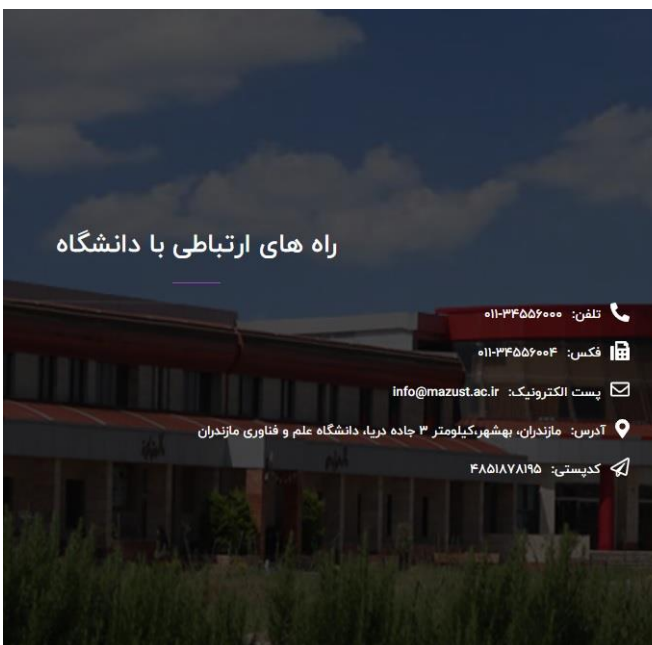 راه های ارتباطی با دانشگاه
تلفن: ۰۱۱-۳۴۵۵۶۰۰۰
فکس: ۰۱۱-۳۴۵۵۶۰۰۴
پست الکترونیک: info@mazust.ac.ir
آدرس: مازندران، بهشهر،کیلومتر ۳ جاده دریا، دانشگاه علم و فناوری مازندران
کدپستی: ۴۸۵۱۸۷۸۱۹۵